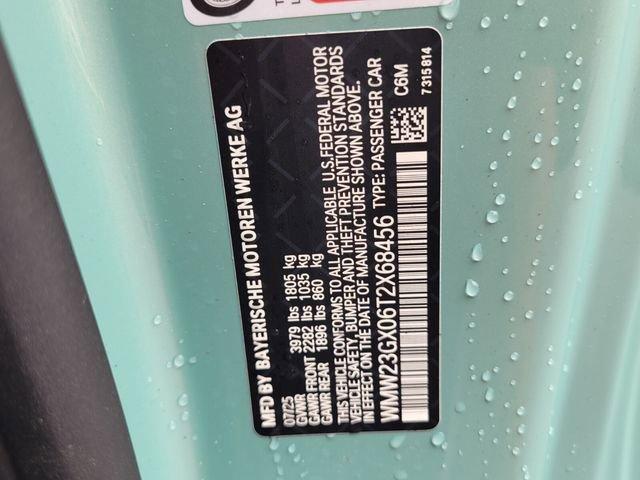 MFD BY BAYERISCHE MOTOREN WERKE AG
07/25
GVWR 3979 lbs 1805 kg
GAWR FRONT 2282 lbs 1035 kg
GAWR REAR 1896 lbs 860 kg
THIS VEHICLE CONFORMS TO ALL APPLICABLE U.S.FEDERAL MOTOR
VEHICLE SAFETY, BUMPER AND THEFT PREVENTION STANDARDS
IN EFFECT ON THE DATE OF MANUFACTURE SHOWN ABOVE.
WMW23GX06T2X68456 TYPE: PASSENGER CAR
C6M
7315814